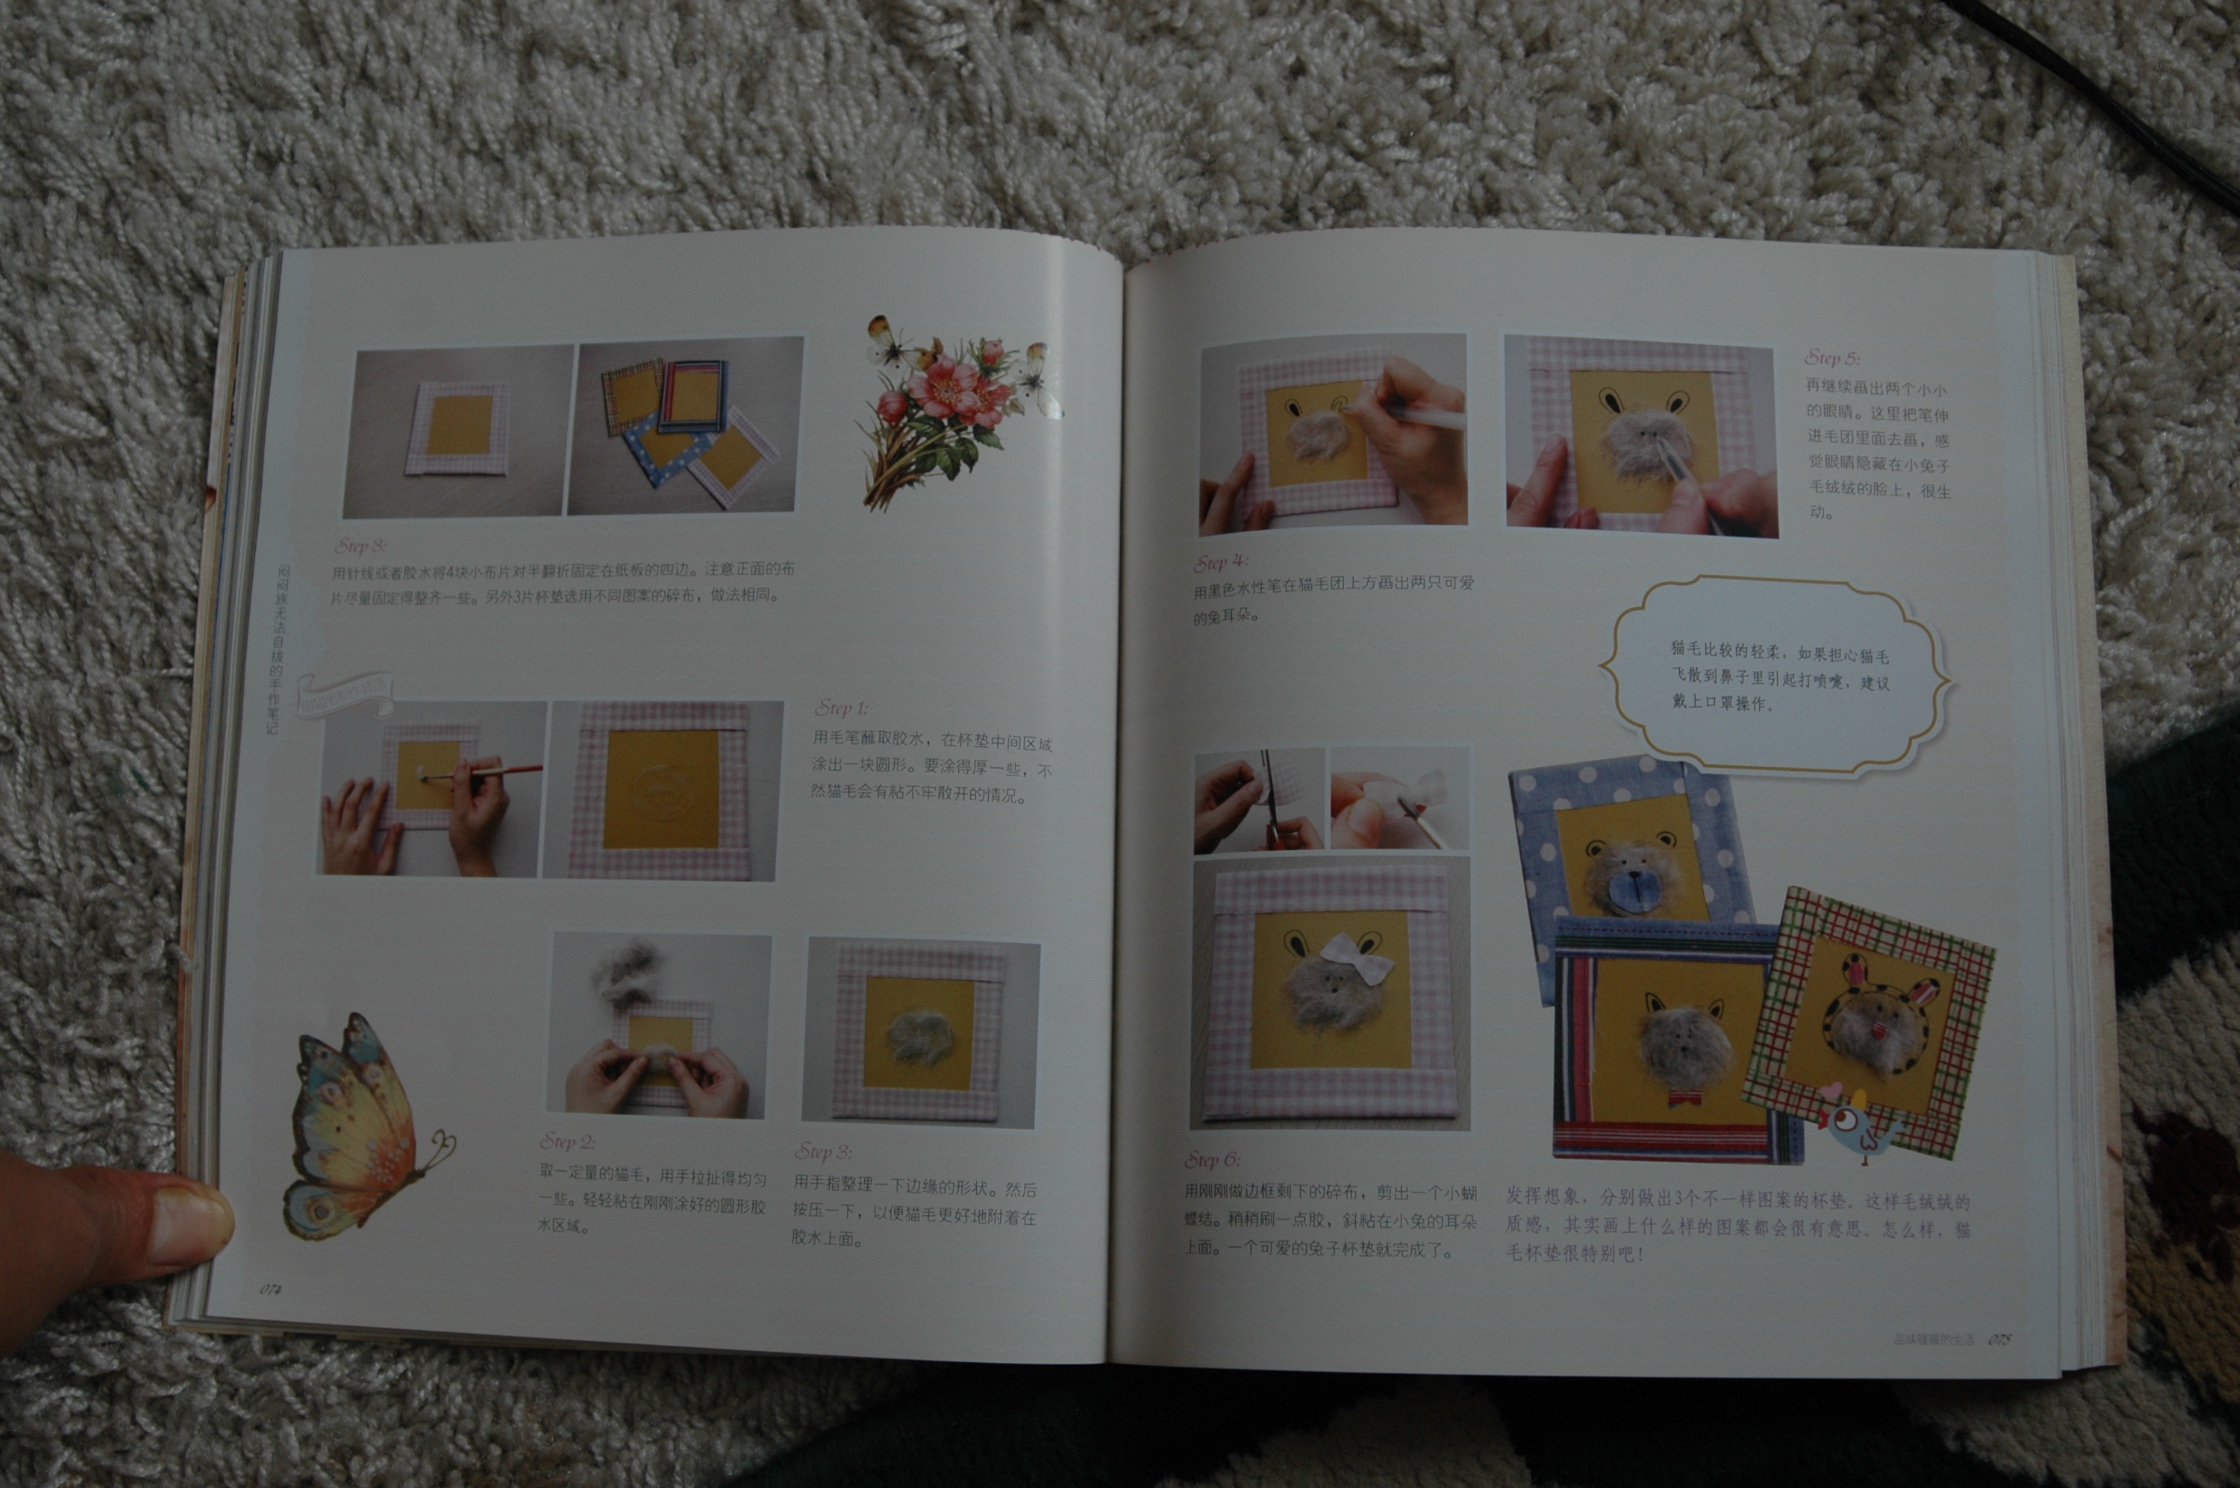 Step 3:
用针线或者胶水将4块小布片对半翻折固定在纸板的四边。注意正面的布
片尽量固定得整齐一些。另外3片杯垫选用不同图案的碎布，做法相同。
闷闷族无法自拔的手作笔记
Step 1:
用毛笔蘸取胶水，在杯垫中间区域
涂出一块圆形。要涂得厚一些，不
然猫毛会有粘不牢散开的情况。
Step 2:
取一定量的猫毛，用手拉扯得均匀
一些。轻轻粘在刚刚涂好的圆形胶
水区域。
Step 3:
用手指整理一下边缘的形状。然后
按压一下，以便猫毛更好地附着在
胶水上面。
074
Step 4:
用黑色水性笔在猫毛团上方画出两只可爱
的兔耳朵。
Step 5:
再继续画出两个小小
的眼睛。这里把笔伸
进毛团里面去画，感
觉眼睛隐藏在小兔子
毛绒绒的脸上，很生
动。
猫毛比较的轻柔，如果担心猫毛
飞散到鼻子里引起打喷嚏，建议
戴上口罩操作。
Step 6:
用刚刚做边框剩下的碎布，剪出一个小蝴
蝶结。稍稍刷一点胶，斜粘在小兔的耳朵
上面。一个可爱的兔子杯垫就完成了。
发挥想象，分别做出3个不一样图案的杯垫。这样毛绒绒的
质感，其实画上什么样的图案都会很有意思。怎么样，猫
毛杯垫很特别吧！
品味暖暖的生活 075